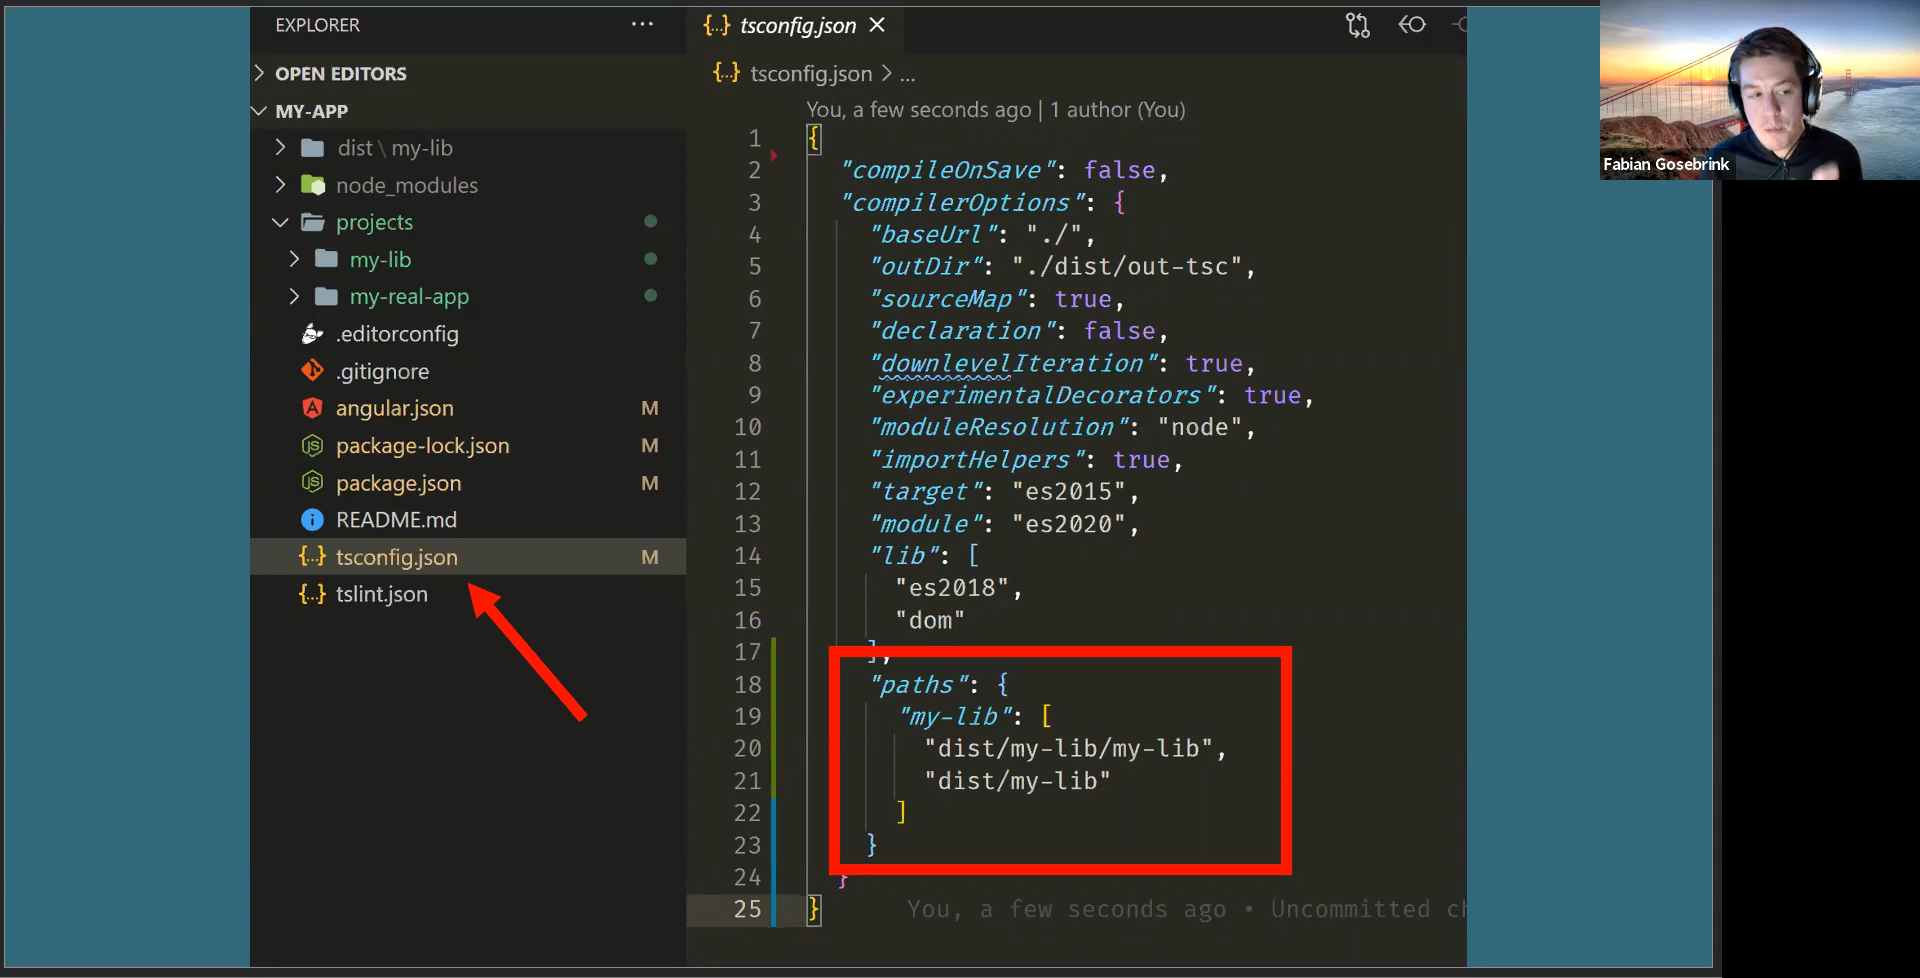 EXPLORER ...
OPEN EDITORS
MY-APP
dist \ my-lib
node_modules
projects
my-lib
my-real-app
.editorconfig
.gitignore
angular.json M
package-lock.json M
package.json M
README.md
tsconfig.json M
tslint.json
{..} tsconfig.json
{..} tsconfig.json > ...
You, a few seconds ago | 1 author (You)
1 {
2 "compileOnSave": false,
3 "compilerOptions": {
4 "baseUrl": "./",
5 "outDir": "./dist/out-tsc",
6 "sourceMap": true,
7 "declaration": false,
8 "downlevelIteration": true,
9 "experimentalDecorators": true,
10 "moduleResolution": "node",
11 "importHelpers": true,
12 "target": "es2015",
13 "module": "es2020",
14 "lib": [
15 "es2018",
16 "dom"
17 ],
18 "paths": {
19 "my-lib": [
20 "dist/my-lib/my-lib",
21 "dist/my-lib"
22 ]
23 }
24 }
25 } You, a few seconds ago • Uncommitted ch
Fabian Gosebrink